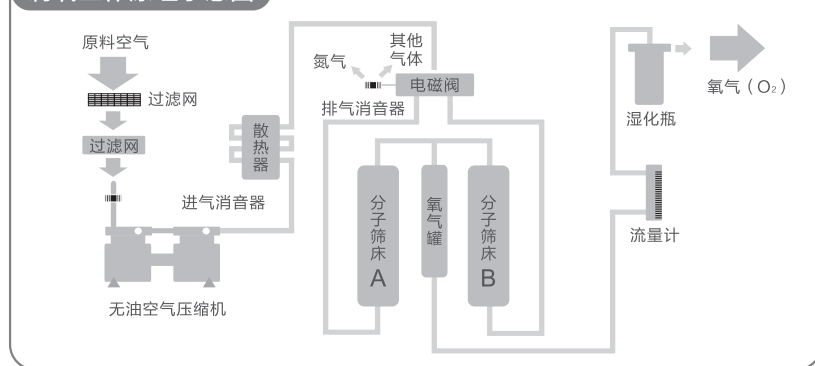 原料空气
过滤网
过滤网
进气消音器
无油空气压缩机
散热器
氮气
其他
气体
电磁阀
排气消音器
分子筛床
A
氧气罐
分子筛床
B
湿化瓶
氧气（O₂）
流量计